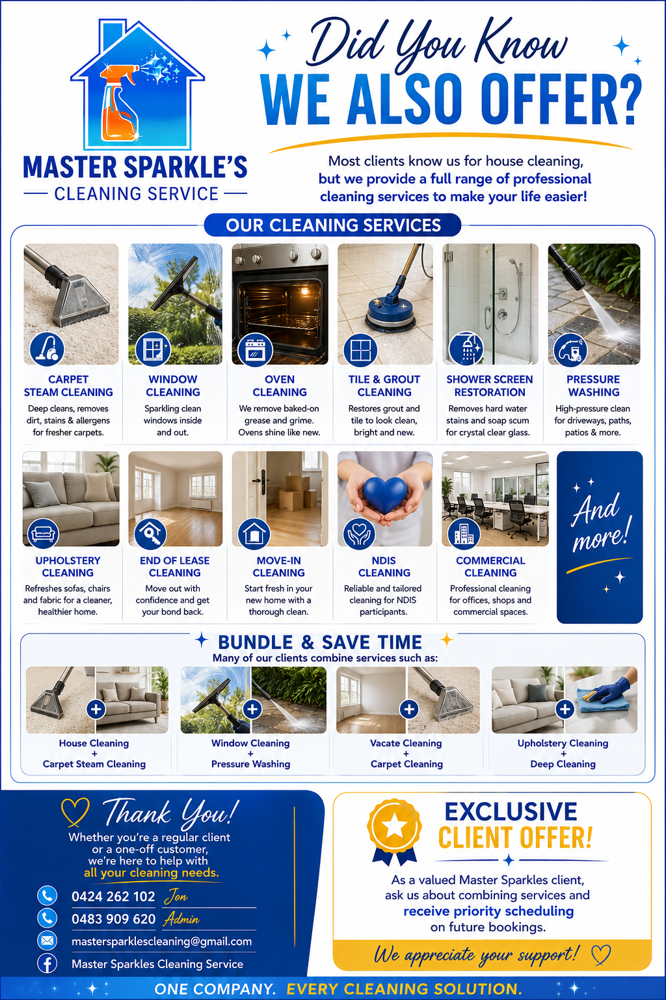 MASTER SPARKLE'S
CLEANING SERVICE
Did You Know
WE ALSO OFFER?
Most clients know us for house cleaning,
but we provide a full range of professional
cleaning services to make your life easier!
OUR CLEANING SERVICES
CARPET
STEAM CLEANING
Deep cleans, removes
dirt, stains & allergens
for fresher carpets.
WINDOW
CLEANING
Sparkling clean
windows inside
and out.
OVEN
CLEANING
We remove baked-on
grease and grime.
Ovens shine like new.
TILE & GROUT
CLEANING
Restores grout and
tile to look clean,
bright and new.
SHOWER SCREEN
RESTORATION
Removes hard water
stains and soap scum
for crystal clear glass.
PRESSURE
WASHING
High-pressure clean
for driveways, paths,
patios & more.
UPHOLSTERY
CLEANING
Refreshes sofas, chairs
and fabric for a cleaner,
healthier home.
END OF LEASE
CLEANING
Move out with
confidence and get
your bond back.
MOVE-IN
CLEANING
Start fresh in your
new home with a
thorough clean.
NDIS
CLEANING
Reliable and tailored
cleaning for NDIS
participants.
COMMERCIAL
CLEANING
Professional cleaning
for offices, shops and
commercial spaces.
And
more!
BUNDLE & SAVE TIME
Many of our clients combine services such as:
House Cleaning
+
Carpet Steam Cleaning
Window Cleaning
+
Pressure Washing
Vacate Cleaning
+
Carpet Cleaning
Upholstery Cleaning
+
Deep Cleaning
Thank You!
Whether you're a regular client
or a one-off customer,
we're here to help with
all your cleaning needs.
0424 262 102 Jon
0483 909 620 Admin
mastersparklescleaning@gmail.com
Master Sparkles Cleaning Service
EXCLUSIVE
CLIENT OFFER!
As a valued Master Sparkles client,
ask us about combining services and
receive priority scheduling
on future bookings.
We appreciate your support!
ONE COMPANY. EVERY CLEANING SOLUTION.